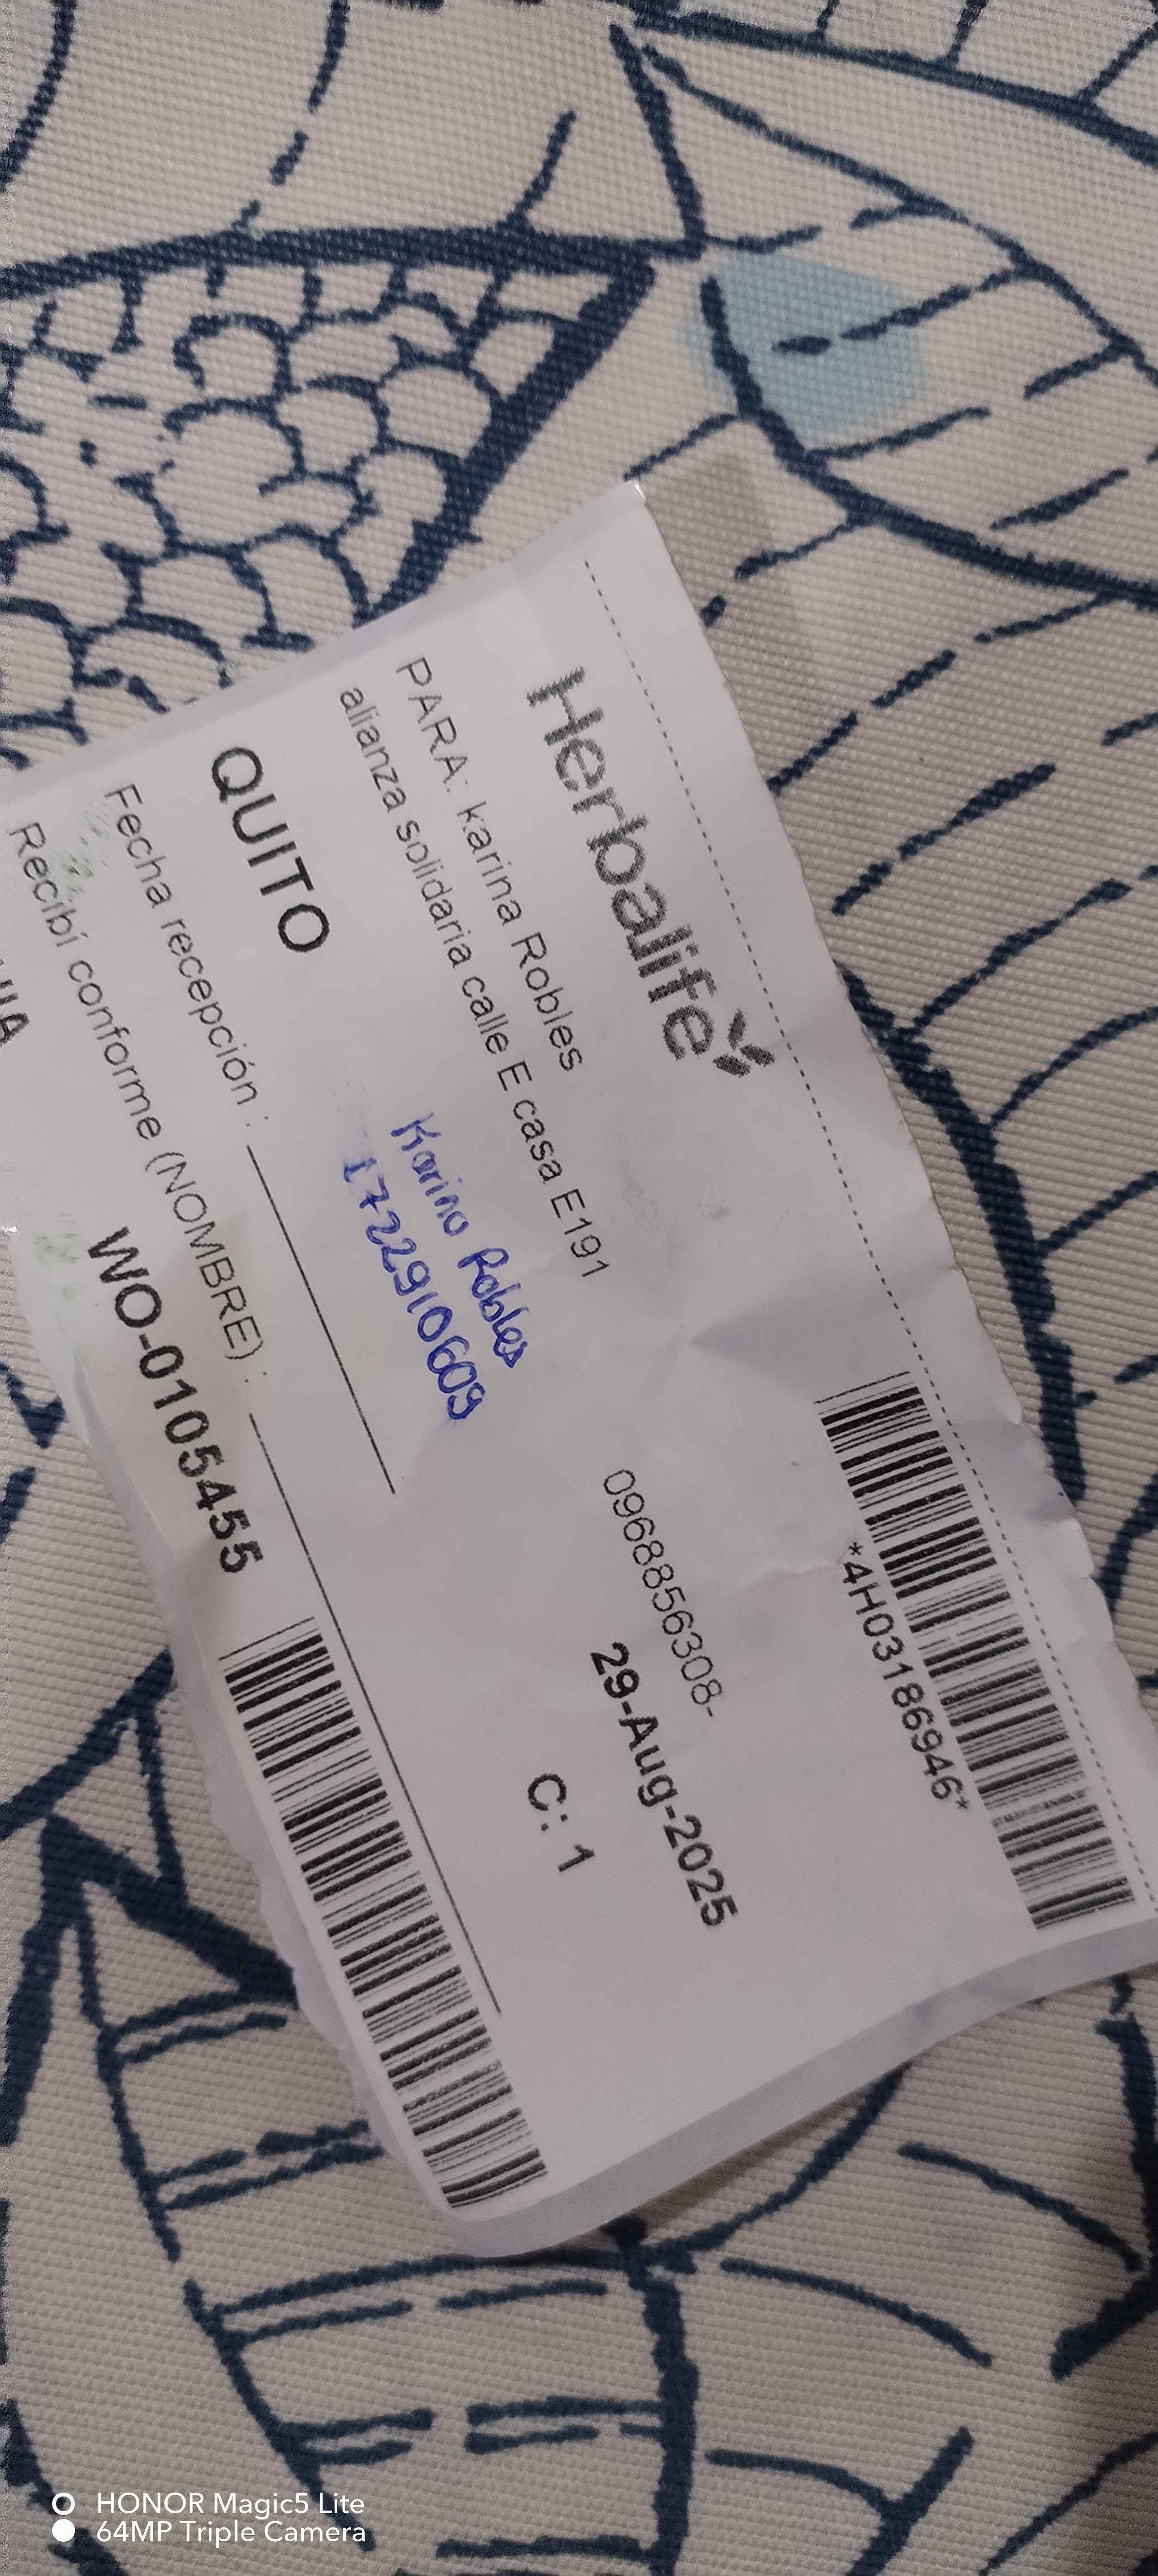 Herbalife
*4H03186946*
PARA: karina Robles
0968856308-
alianza solidaria calle E casa E191
29-Aug-2025
Karina Robles
1722910609
C: 1
QUITO
Fecha recepción :
Recibí conforme (NOMBRE) :
WO-0105455
HONOR Magic5 Lite
64MP Triple Camera